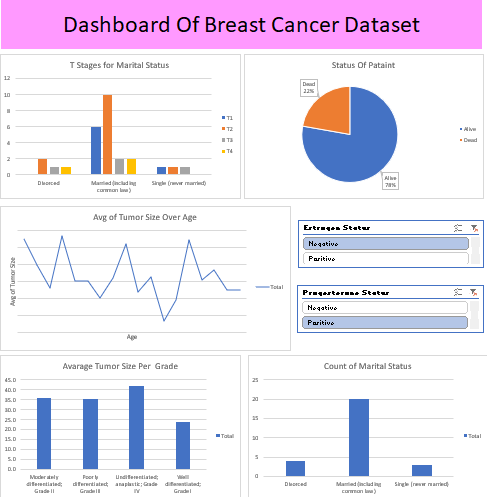 Dashboard Of Breast Cancer Dataset
T Stages for Marital Status
12
10
8
6
4
2
0
Divorced
Married (including common law)
Single (never married)
T1
T2
T3
T4
Status Of Pataint
Dead
22%
Alive
78%
Alive
Dead
Avg of Tumor Size Over Age
Avg of Tumor Size
Age
Total
Estrogen Status
Negative
Positive
Progesterone Status
Negative
Positive
Avarage Tumor Size Per Grade
45.0
40.0
35.0
30.0
25.0
20.0
15.0
10.0
5.0
0.0
Moderately differentiated; Grade II
Poorly differentiated; Grade III
Undifferentiated; anaplastic; Grade IV
Well differentiated; Grade I
Total
Count of Marital Status
25
20
15
10
5
0
Divorced
Married (including common law)
Single (never married)
Total